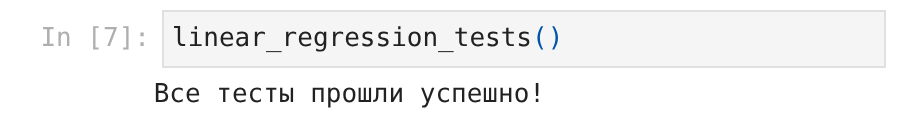 In [7]: linear_regression_tests()
Все тесты прошли успешно!